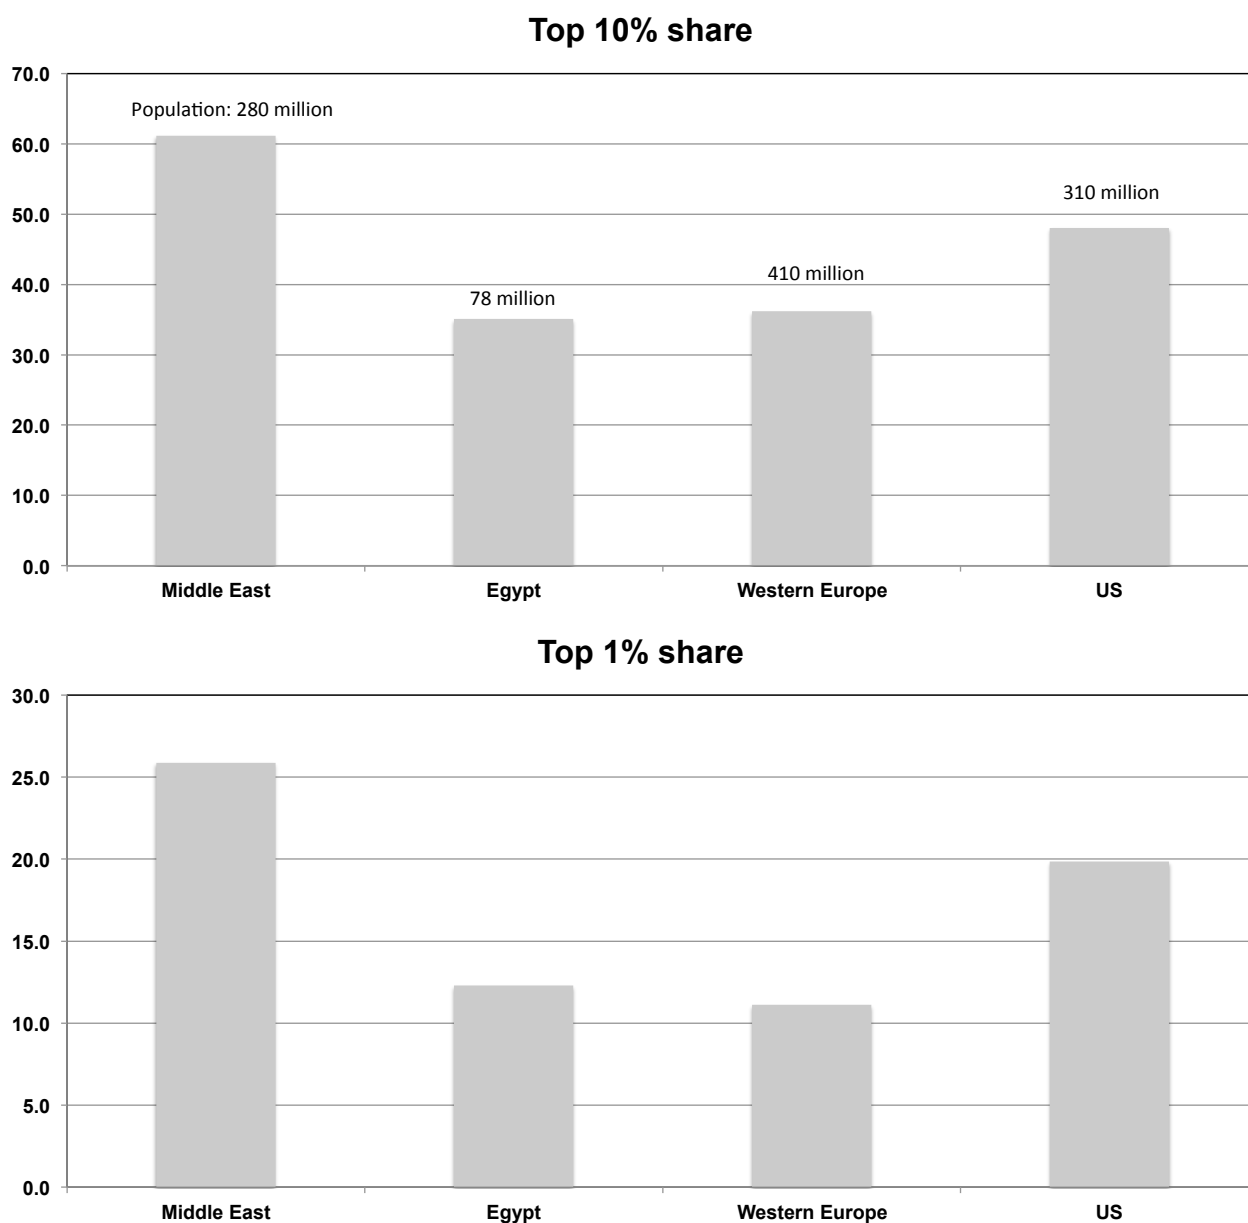 Top 10% share
70.0
Population: 280 million
60.0
310 million
50.0
410 million
40.0
78 million
30.0
20.0
10.0
0.0
Middle East Egypt Western Europe US
Top 1% share
30.0
25.0
20.0
15.0
10.0
5.0
0.0
Middle East Egypt Western Europe US